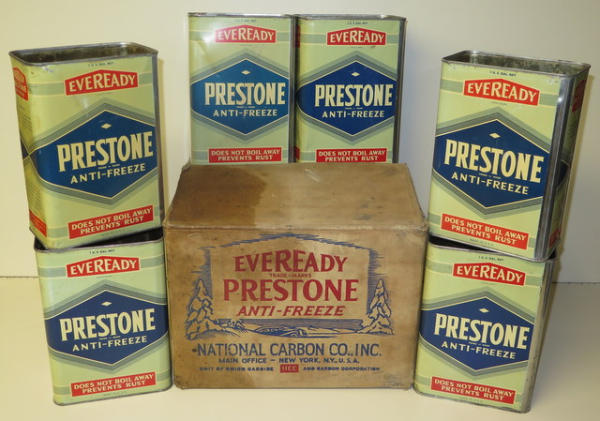 EVEREADY
PRESTONE
ANTI-FREEZE
DOES NOT BOIL AWAY
PREVENTS RUST
EVEREADY
PRESTONE
ANTI-FREEZE
DOES NOT BOIL AWAY
PREVENTS RUST
EVEREADY
PRESTONE
ANTI-FREEZE
DOES NOT BOIL AWAY
PREVENTS RUST
EVEREADY
PRESTONE
ANTI-FREEZE
DOES NOT BOIL AWAY
PREVENTS RUST
EVEREADY
PRESTONE
ANTI-FREEZE
DOES NOT BOIL AWAY
PREVENTS RUST
EVEREADY
TRADE-MARKS
PRESTONE
ANTI-FREEZE
NATIONAL CARBON CO., INC.
MAIN OFFICE - NEW YORK, N.Y., U.S.A.
UNIT OF UNION CARBIDE UCC AND CARBON CORPORATION
EVEREADY
PRESTONE
ANTI-FREEZE
DOES NOT BOIL AWAY
PREVENTS RUST